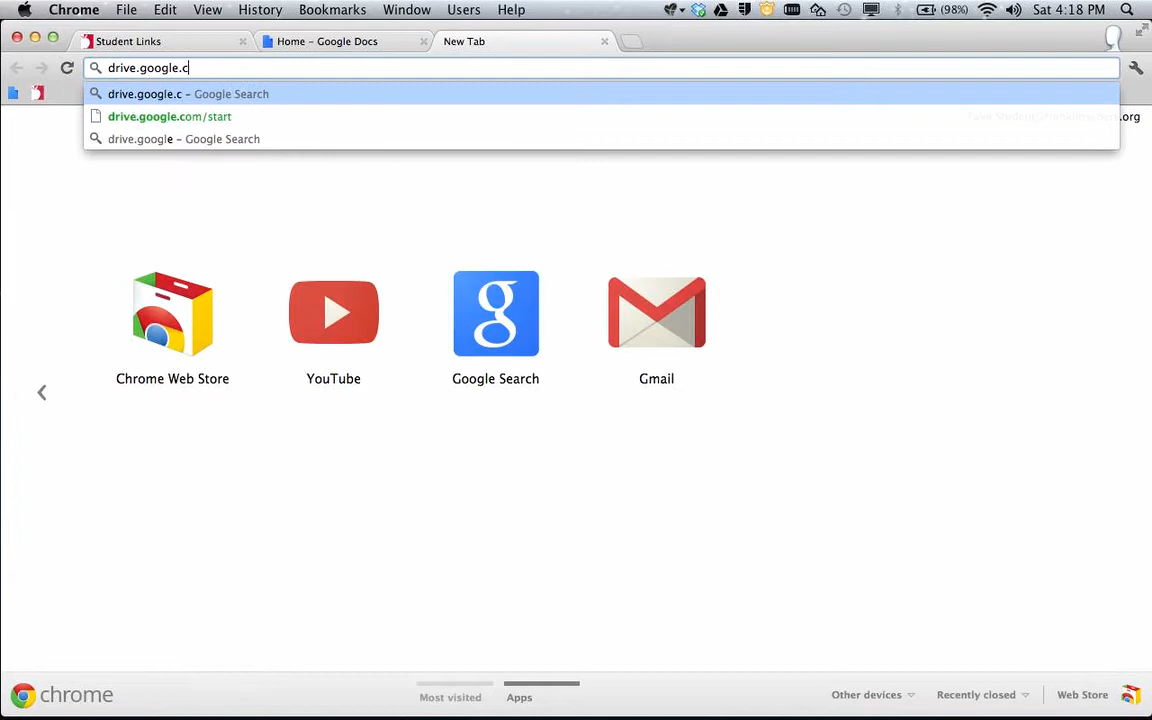 Chrome File Edit View History Bookmarks Window Users Help (98%) Sat 4:18 PM
Student Links Home – Google Docs New Tab
drive.google.c
drive.google.c – Google Search
drive.google.com/start
.org
drive.google – Google Search
Chrome Web Store YouTube Google Search Gmail
chrome Most visited Apps Other devices Recently closed Web Store